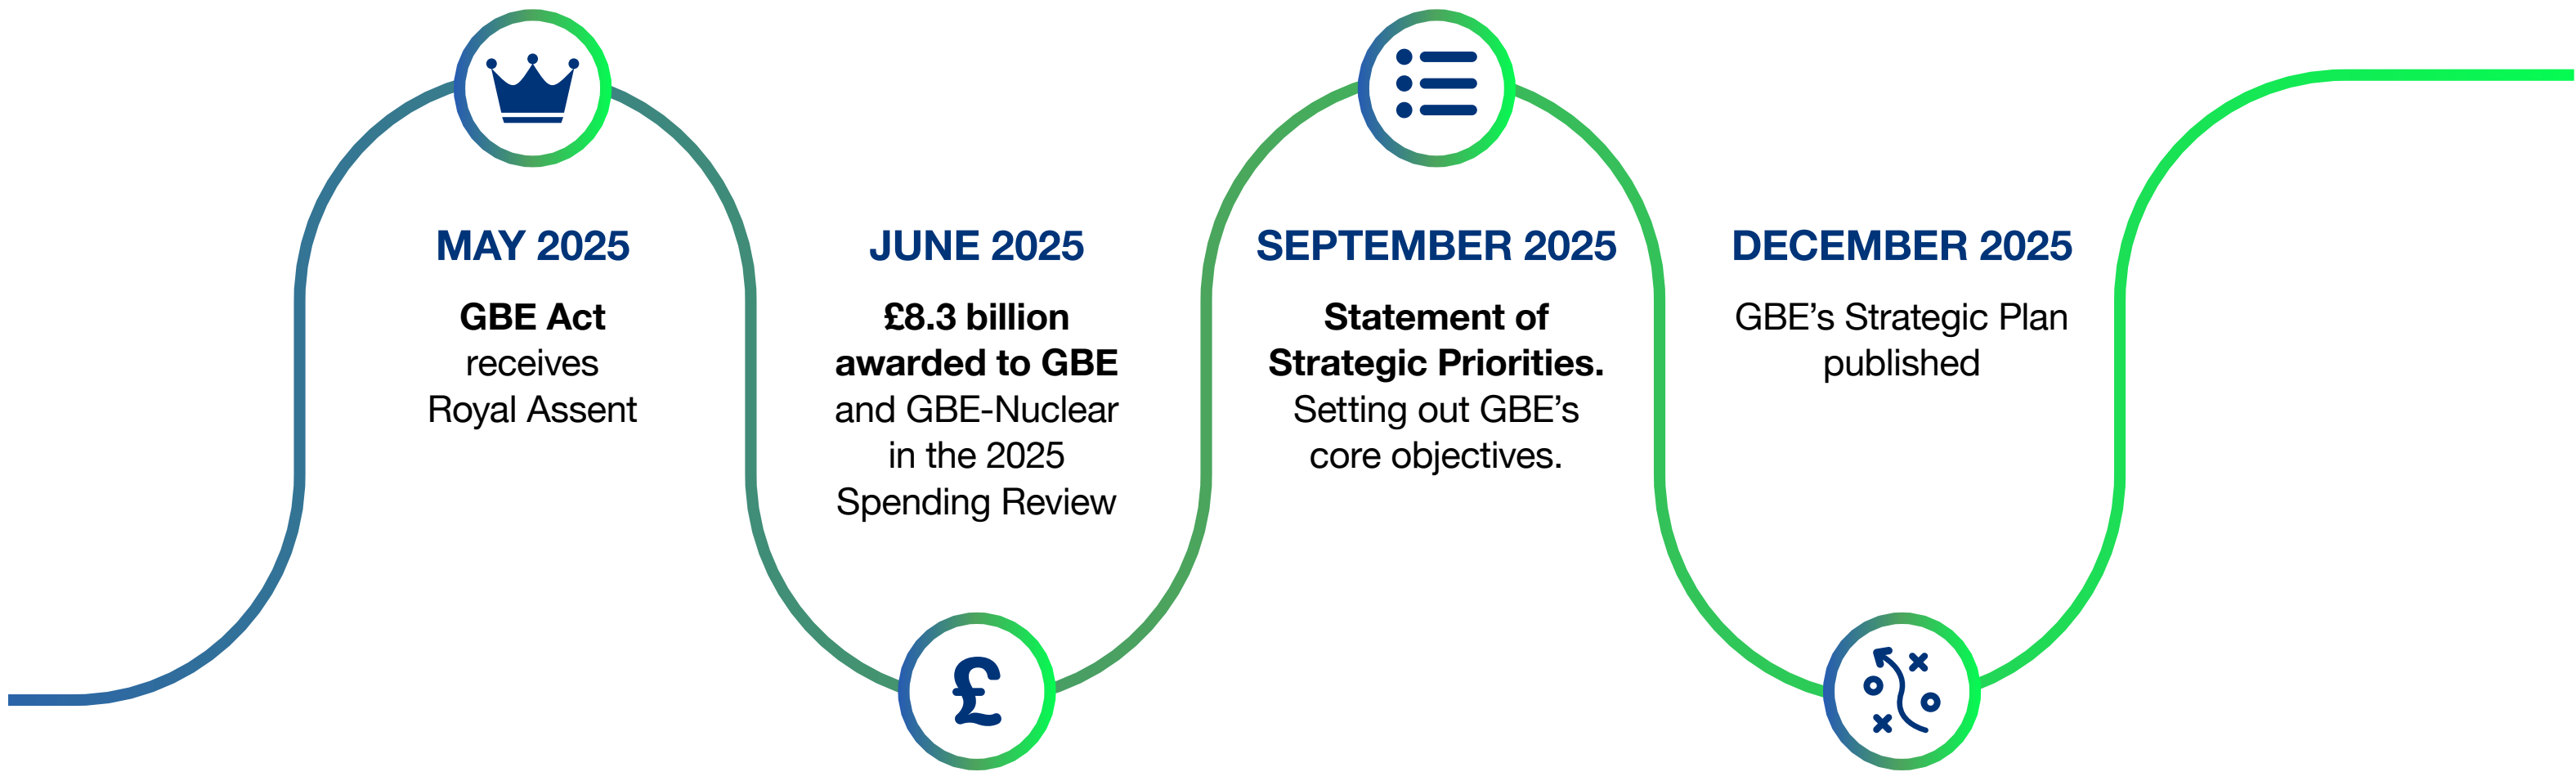 MAY 2025
GBE Act
receives
Royal Assent
JUNE 2025
£8.3 billion
awarded to GBE
and GBE-Nuclear
in the 2025
Spending Review
£
SEPTEMBER 2025
Statement of
Strategic Priorities.
Setting out GBE’s
core objectives.
DECEMBER 2025
GBE’s Strategic Plan
published